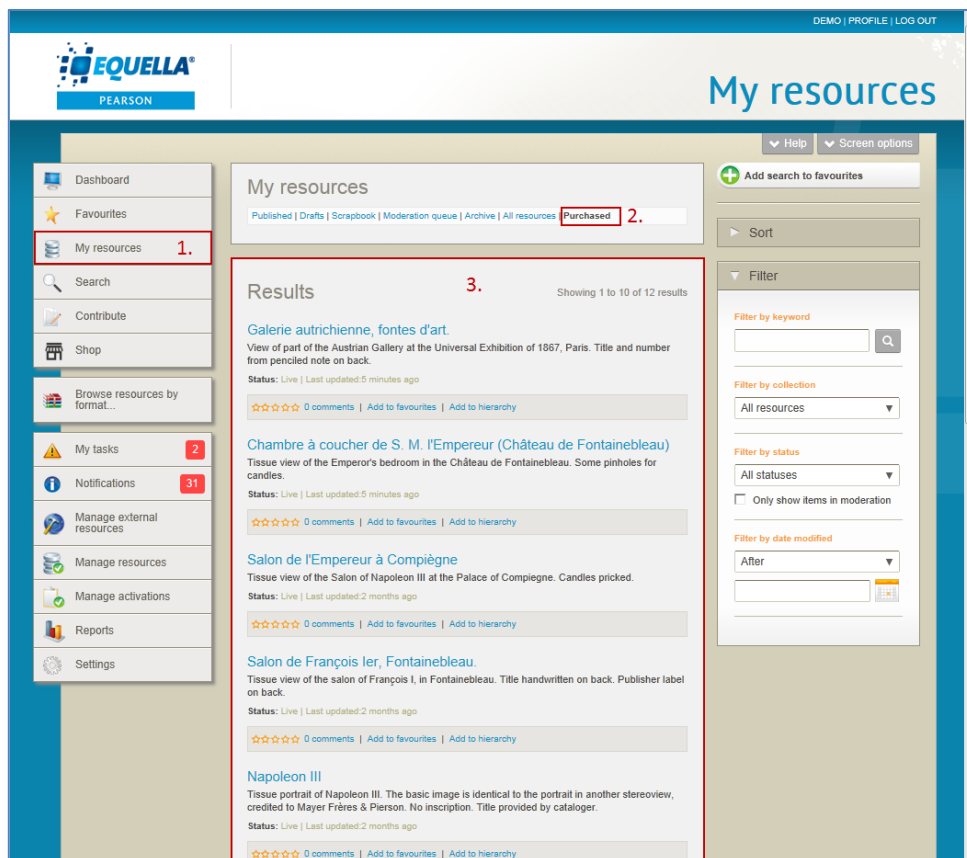 DEMO | PROFILE | LOG OUT
EQUELLA®
PEARSON
My resources
Help
Screen options
Dashboard
Favourites
My resources 1.
Search
Contribute
Shop
Browse resources by
format...
My tasks 2
Notifications 31
Manage external
resources
Manage resources
Manage activations
Reports
Settings
My resources
Published | Drafts | Scrapbook | Moderation queue | Archive | All resources | Purchased 2.
Results 3. Showing 1 to 10 of 12 results
Galerie autrichienne, fontes d'art.
View of part of the Austrian Gallery at the Universal Exhibition of 1867, Paris. Title and number
from penciled note on back.
Status: Live | Last updated:5 minutes ago
0 comments | Add to favourites | Add to hierarchy
Chambre à coucher de S. M. l'Empereur (Château de Fontainebleau)
Tissue view of the Emperor's bedroom in the Château de Fontainebleau. Some pinholes for
candles.
Status: Live | Last updated:5 minutes ago
0 comments | Add to favourites | Add to hierarchy
Salon de l'Empereur à Compiègne
Tissue view of the Salon of Napoleon III at the Palace of Compiegne. Candles pricked.
Status: Live | Last updated:2 months ago
0 comments | Add to favourites | Add to hierarchy
Salon de François Ier, Fontainebleau.
Tissue view of the salon of François I, in Fontainebleau. Title handwritten on back. Publisher label
on back.
Status: Live | Last updated:2 months ago
0 comments | Add to favourites | Add to hierarchy
Napoleon III
Tissue portrait of Napoleon III. The basic image is identical to the portrait in another stereoview,
credited to Mayer Frères & Pierson. No inscription. Title provided by cataloger.
Status: Live | Last updated:2 months ago
0 comments | Add to favourites | Add to hierarchy
Add search to favourites
Sort
Filter
Filter by keyword
Filter by collection
All resources
Filter by status
All statuses
Only show items in moderation
Filter by date modified
After